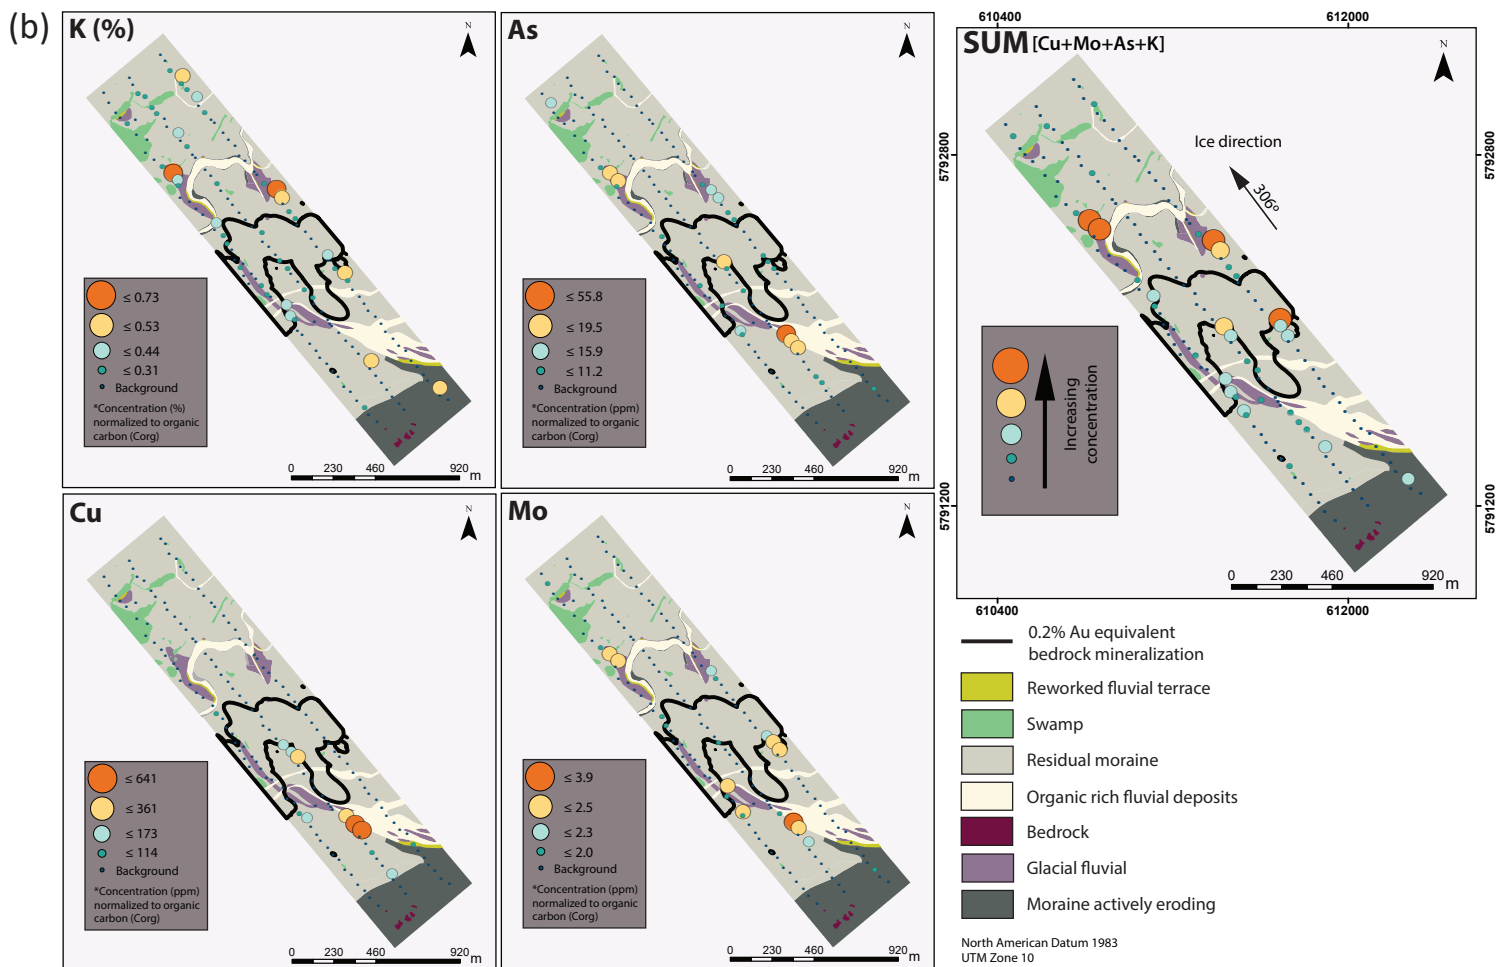 (b)
K (%)
N
≤ 0.73
≤ 0.53
≤ 0.44
≤ 0.31
Background
*Concentration (%)
normalized to organic
carbon (Corg)
0 230 460 920 m
As
N
≤ 55.8
≤ 19.5
≤ 15.9
≤ 11.2
Background
*Concentration (ppm)
normalized to organic
carbon (Corg)
0 230 460 920 m
610400 612000
SUM [Cu+Mo+As+K]
N
Ice direction
306º
5792800
5792800
Increasing
concentration
5791200
5791200
0 230 460 920 m
610400 612000
Cu
N
≤ 641
≤ 361
≤ 173
≤ 114
Background
*Concentration (ppm)
normalized to organic
carbon (Corg)
0 230 460 920 m
Mo
N
≤ 3.9
≤ 2.5
≤ 2.3
≤ 2.0
Background
*Concentration (ppm)
normalized to organic
carbon (Corg)
0 230 460 920 m
0.2% Au equivalent
bedrock mineralization
Reworked fluvial terrace
Swamp
Residual moraine
Organic rich fluvial deposits
Bedrock
Glacial fluvial
Moraine actively eroding
North American Datum 1983
UTM Zone 10